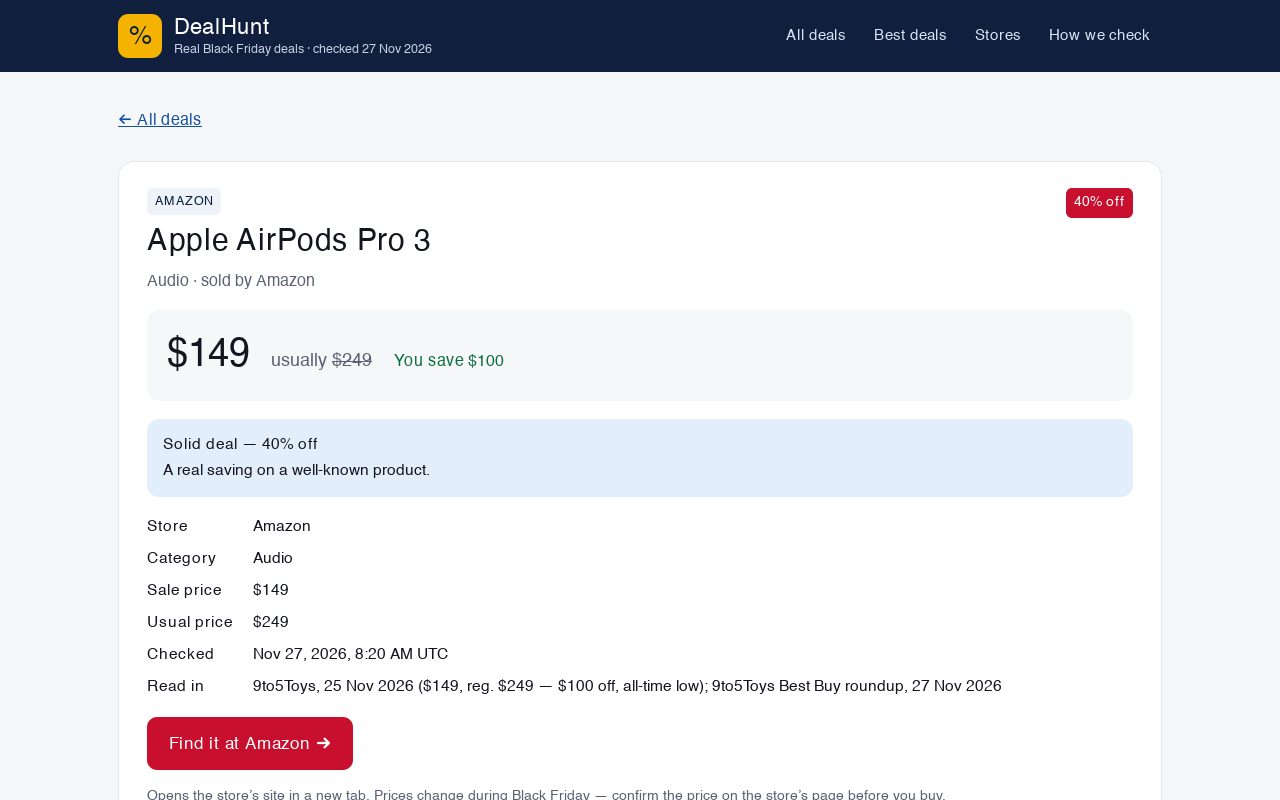 %
DealHunt
Real Black Friday deals · checked 27 Nov 2026
All deals Best deals Stores How we check
← All deals
AMAZON
40% off
Apple AirPods Pro 3
Audio · sold by Amazon
$149 usually $249 You save $100
Solid deal — 40% off
A real saving on a well-known product.
Store Amazon
Category Audio
Sale price $149
Usual price $249
Checked Nov 27, 2026, 8:20 AM UTC
Read in 9to5Toys, 25 Nov 2026 ($149, reg. $249 — $100 off, all-time low); 9to5Toys Best Buy roundup, 27 Nov 2026
Find it at Amazon →
Opens the store’s site in a new tab. Prices change during Black Friday — confirm the price on the store’s page before you buy.